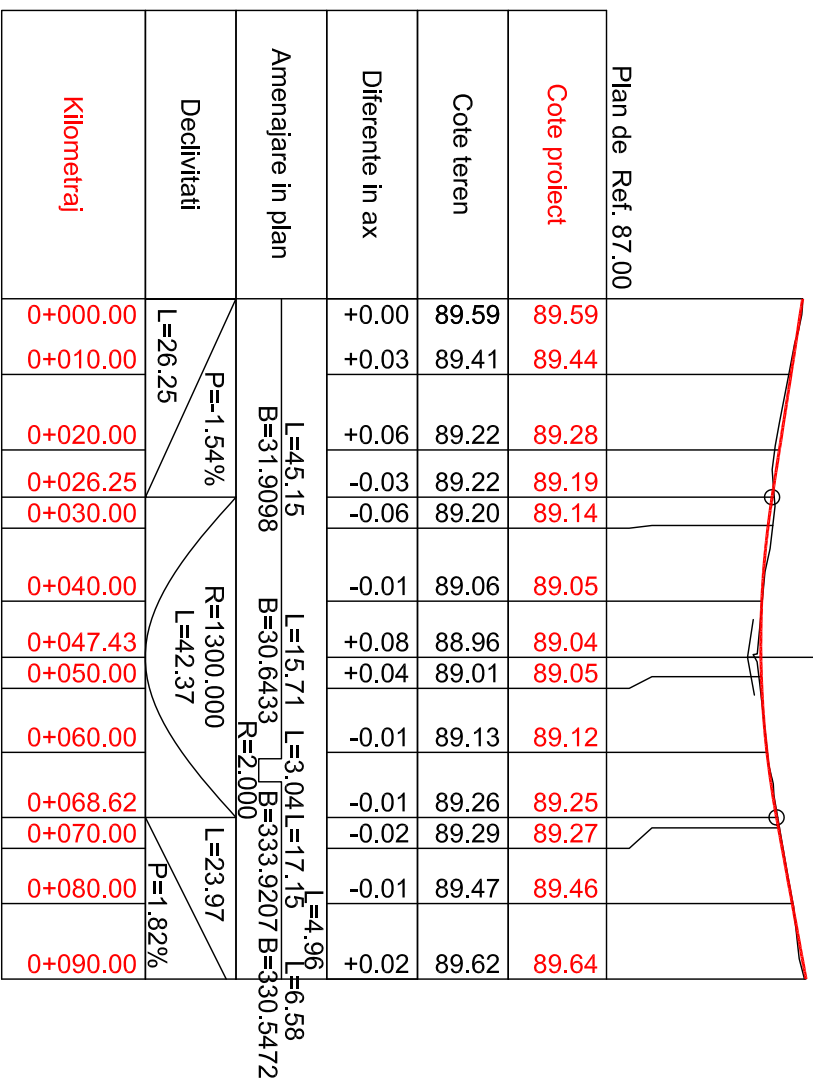 Plan de Ref. 87.00
Cote proiect
89.59
89.44
89.28
89.19
89.14
89.05
89.04
89.05
89.12
89.25
89.27
89.46
89.64
Cote teren
89.59
89.41
89.22
89.22
89.20
89.06
88.96
89.01
89.13
89.26
89.29
89.47
89.62
Diferente in ax
+0.00
+0.03
+0.06
-0.03
-0.06
-0.01
+0.08
+0.04
-0.01
-0.01
-0.02
-0.01
+0.02
Amenajare in plan
L=45.15
B=31.9098
L=15.71
B=30.6433
L=3.04
R=2.000
L=17.15
B=333.9207
L=4.96
L=6.58
B=330.5472
Declivitati
L=26.25
P=-1.54%
R=1300.000
L=42.37
L=23.97
P=1.82%
Kilometraj
0+000.00
0+010.00
0+020.00
0+026.25
0+030.00
0+040.00
0+047.43
0+050.00
0+060.00
0+068.62
0+070.00
0+080.00
0+090.00